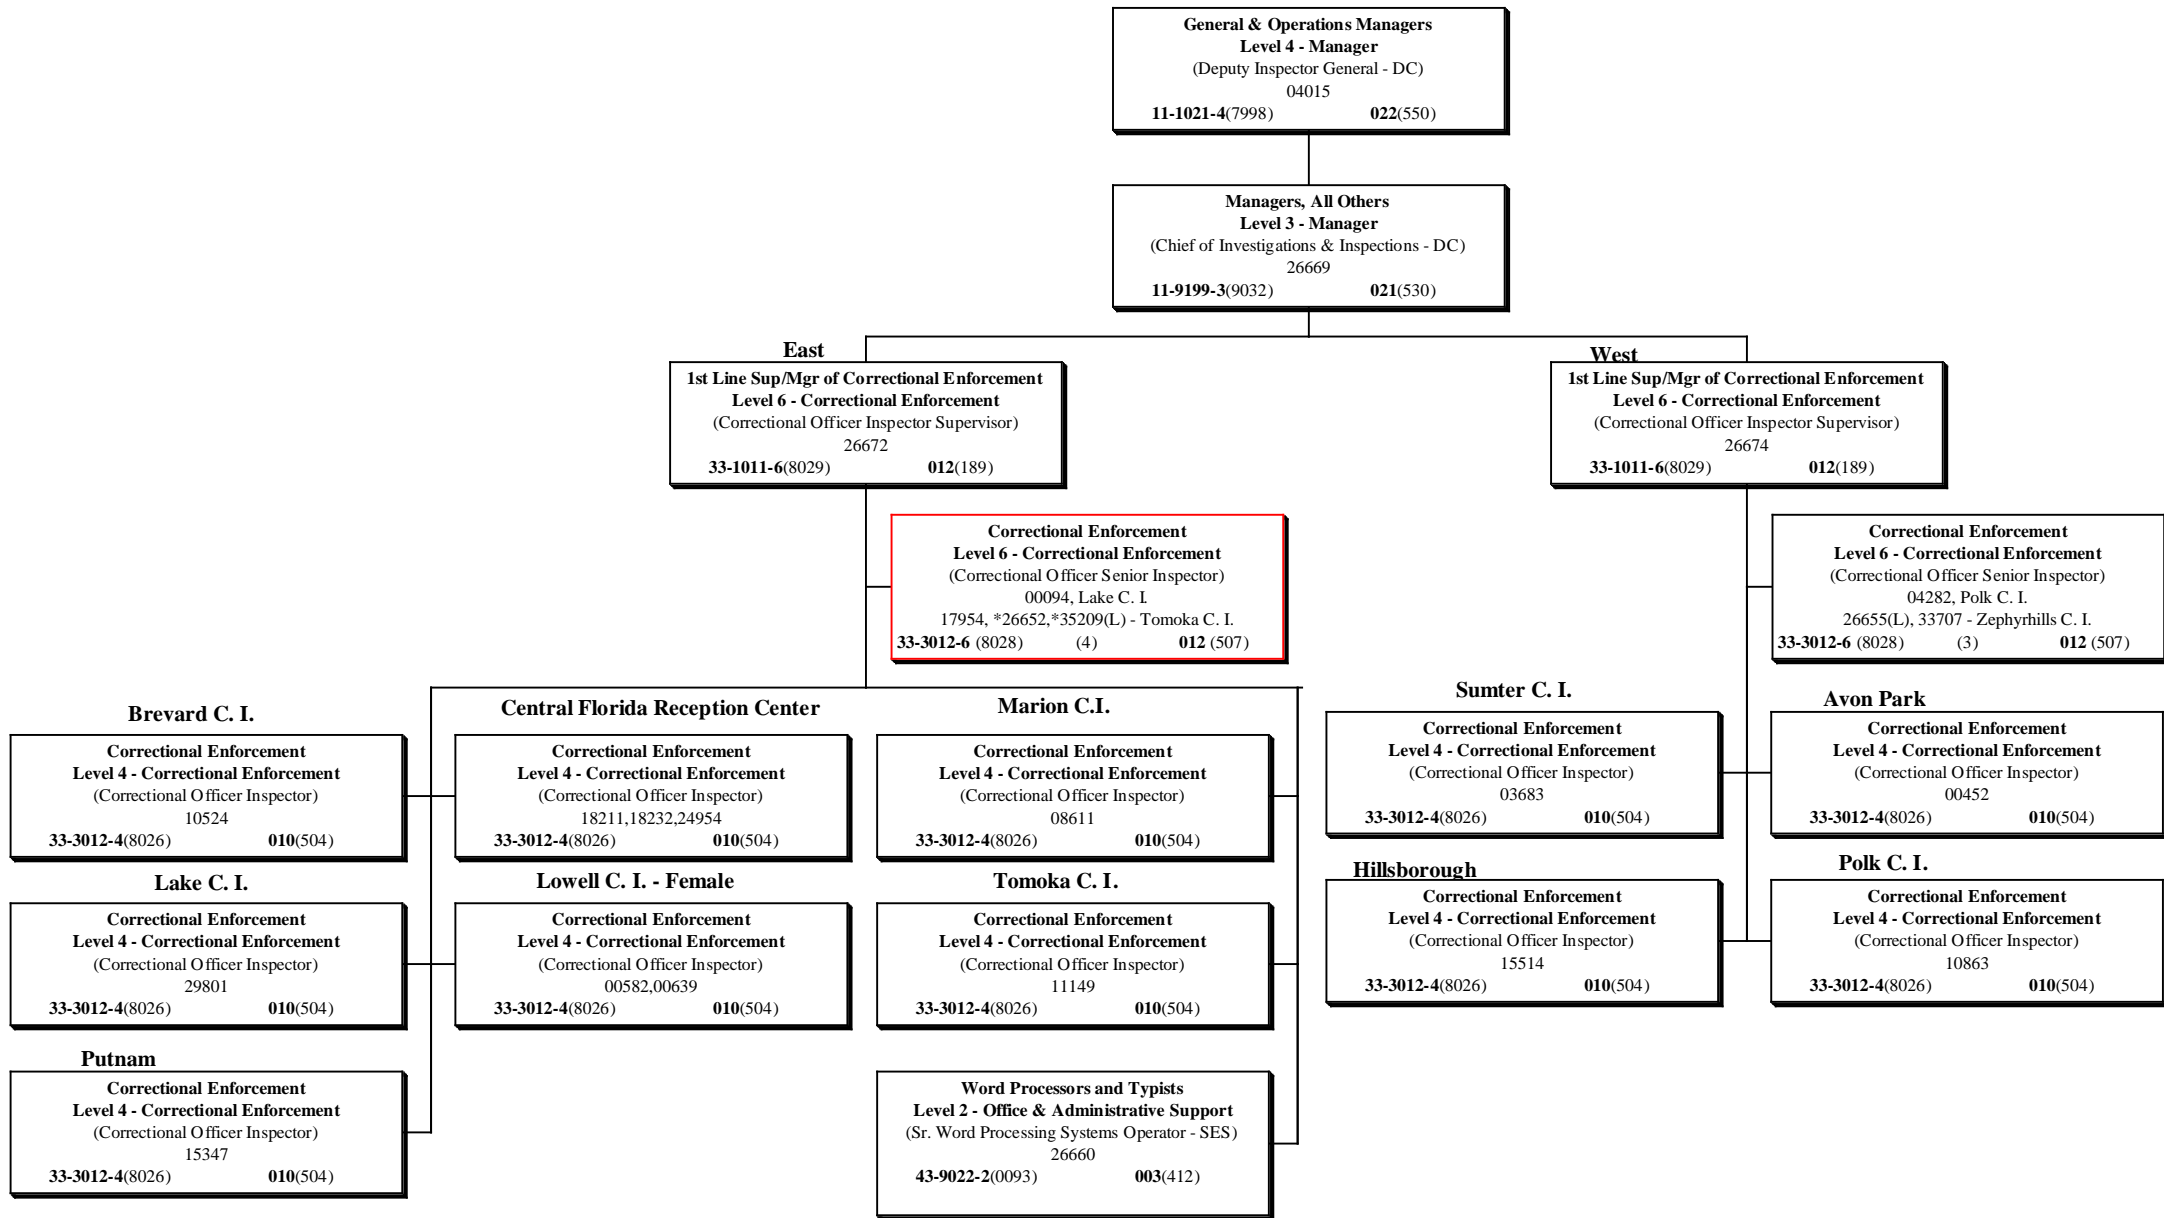 General & Operations Managers
Level 4 - Manager
(Deputy Inspector General - DC)
04015
11-1021-4(7998) 022(550)
Managers, All Others
Level 3 - Manager
(Chief of Investigations & Inspections - DC)
26669
11-9199-3(9032) 021(530)
East
1st Line Sup/Mgr of Correctional Enforcement
Level 6 - Correctional Enforcement
(Correctional Officer Inspector Supervisor)
26672
33-1011-6(8029) 012(189)
West
1st Line Sup/Mgr of Correctional Enforcement
Level 6 - Correctional Enforcement
(Correctional Officer Inspector Supervisor)
26674
33-1011-6(8029) 012(189)
Correctional Enforcement
Level 6 - Correctional Enforcement
(Correctional Officer Senior Inspector)
00094, Lake C. I.
17954, *26652,*35209(L) - Tomoka C. I.
33-3012-6 (8028) (4) 012 (507)
Correctional Enforcement
Level 6 - Correctional Enforcement
(Correctional Officer Senior Inspector)
04282, Polk C. I.
26655(L), 33707 - Zephyrhills C. I.
33-3012-6 (8028) (3) 012 (507)
Brevard C. I.
Correctional Enforcement
Level 4 - Correctional Enforcement
(Correctional Officer Inspector)
10524
33-3012-4(8026) 010(504)
Central Florida Reception Center
Correctional Enforcement
Level 4 - Correctional Enforcement
(Correctional Officer Inspector)
18211,18232,24954
33-3012-4(8026) 010(504)
Marion C.I.
Correctional Enforcement
Level 4 - Correctional Enforcement
(Correctional Officer Inspector)
08611
33-3012-4(8026) 010(504)
Sumter C. I.
Correctional Enforcement
Level 4 - Correctional Enforcement
(Correctional Officer Inspector)
03683
33-3012-4(8026) 010(504)
Avon Park
Correctional Enforcement
Level 4 - Correctional Enforcement
(Correctional Officer Inspector)
00452
33-3012-4(8026) 010(504)
Lake C. I.
Correctional Enforcement
Level 4 - Correctional Enforcement
(Correctional Officer Inspector)
29801
33-3012-4(8026) 010(504)
Lowell C. I. - Female
Correctional Enforcement
Level 4 - Correctional Enforcement
(Correctional Officer Inspector)
00582,00639
33-3012-4(8026) 010(504)
Tomoka C. I.
Correctional Enforcement
Level 4 - Correctional Enforcement
(Correctional Officer Inspector)
11149
33-3012-4(8026) 010(504)
Hillsborough
Correctional Enforcement
Level 4 - Correctional Enforcement
(Correctional Officer Inspector)
15514
33-3012-4(8026) 010(504)
Polk C. I.
Correctional Enforcement
Level 4 - Correctional Enforcement
(Correctional Officer Inspector)
10863
33-3012-4(8026) 010(504)
Putnam
Correctional Enforcement
Level 4 - Correctional Enforcement
(Correctional Officer Inspector)
15347
33-3012-4(8026) 010(504)
Word Processors and Typists
Level 2 - Office & Administrative Support
(Sr. Word Processing Systems Operator - SES)
26660
43-9022-2(0093) 003(412)